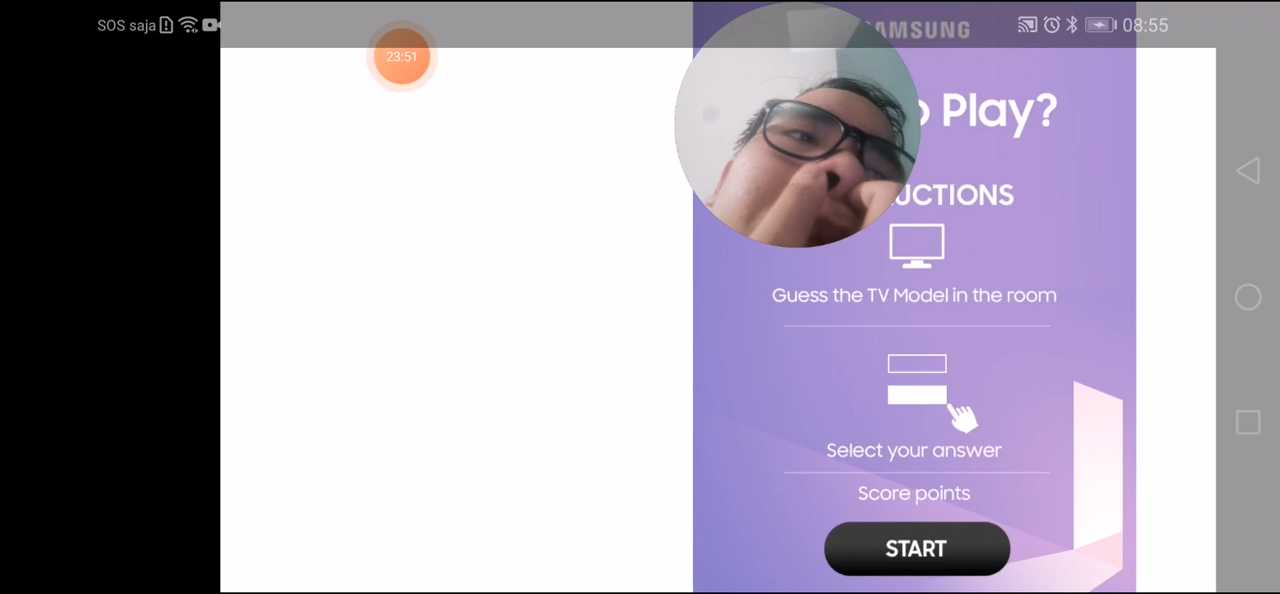 SOS saja
08:55
23:51
AMSUNG
Play?
UCTIONS
Guess the TV Model in the room
Select your answer
Score points
START